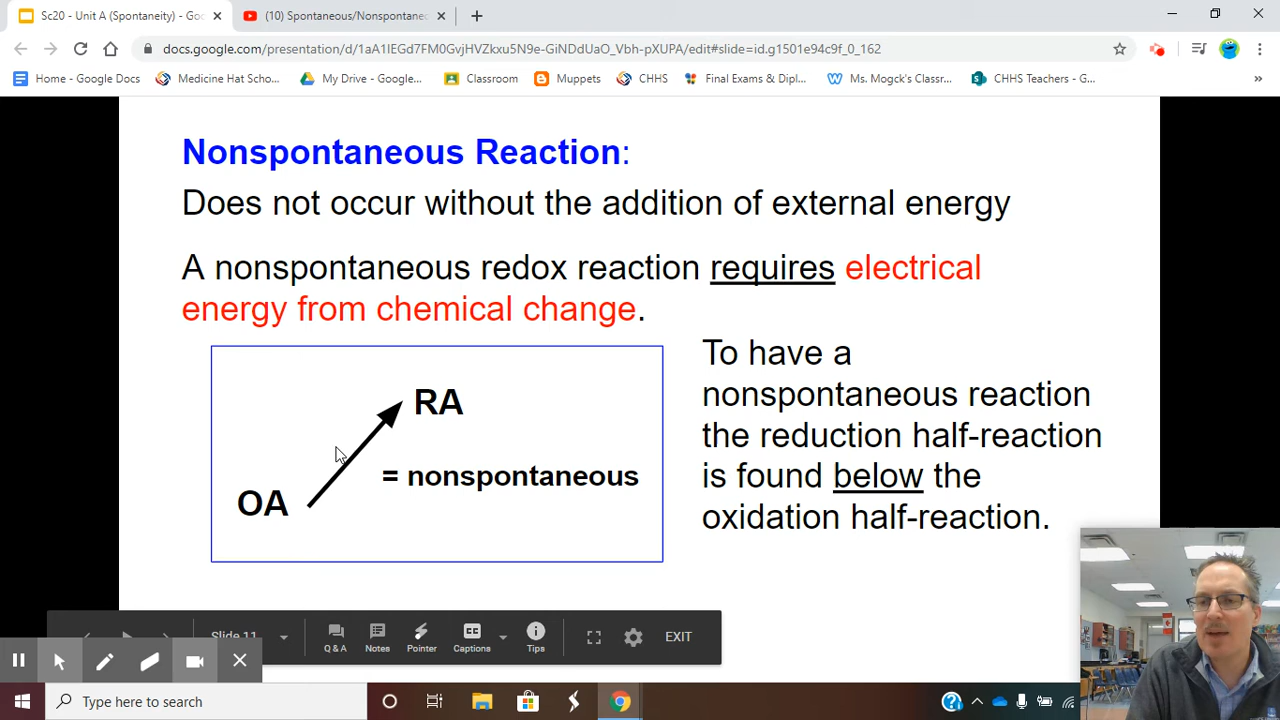 Sc20 - Unit A (Spontaneity) - Go
(10) Spontaneous/Nonspontane
docs.google.com/presentation/d/1aA1IEGd7FM0GvjHVZkxu5N9e-GiNDdUaO_Vbh-pXUPA/edit#slide=id.g1501e94c9f_0_162
Home - Google Docs
Medicine Hat Scho...
My Drive - Google...
Classroom
Muppets
CHHS
Final Exams & Dipl...
Ms. Mogck's Classr...
CHHS Teachers - G...
»
Nonspontaneous Reaction:
Does not occur without the addition of external energy
A nonspontaneous redox reaction requires electrical
energy from chemical change.
RA
= nonspontaneous
OA
To have a
nonspontaneous reaction
the reduction half-reaction
is found below the
oxidation half-reaction.
Slide 11
Q & A
Notes
Pointer
CC
Captions
Tips
EXIT
Type here to search